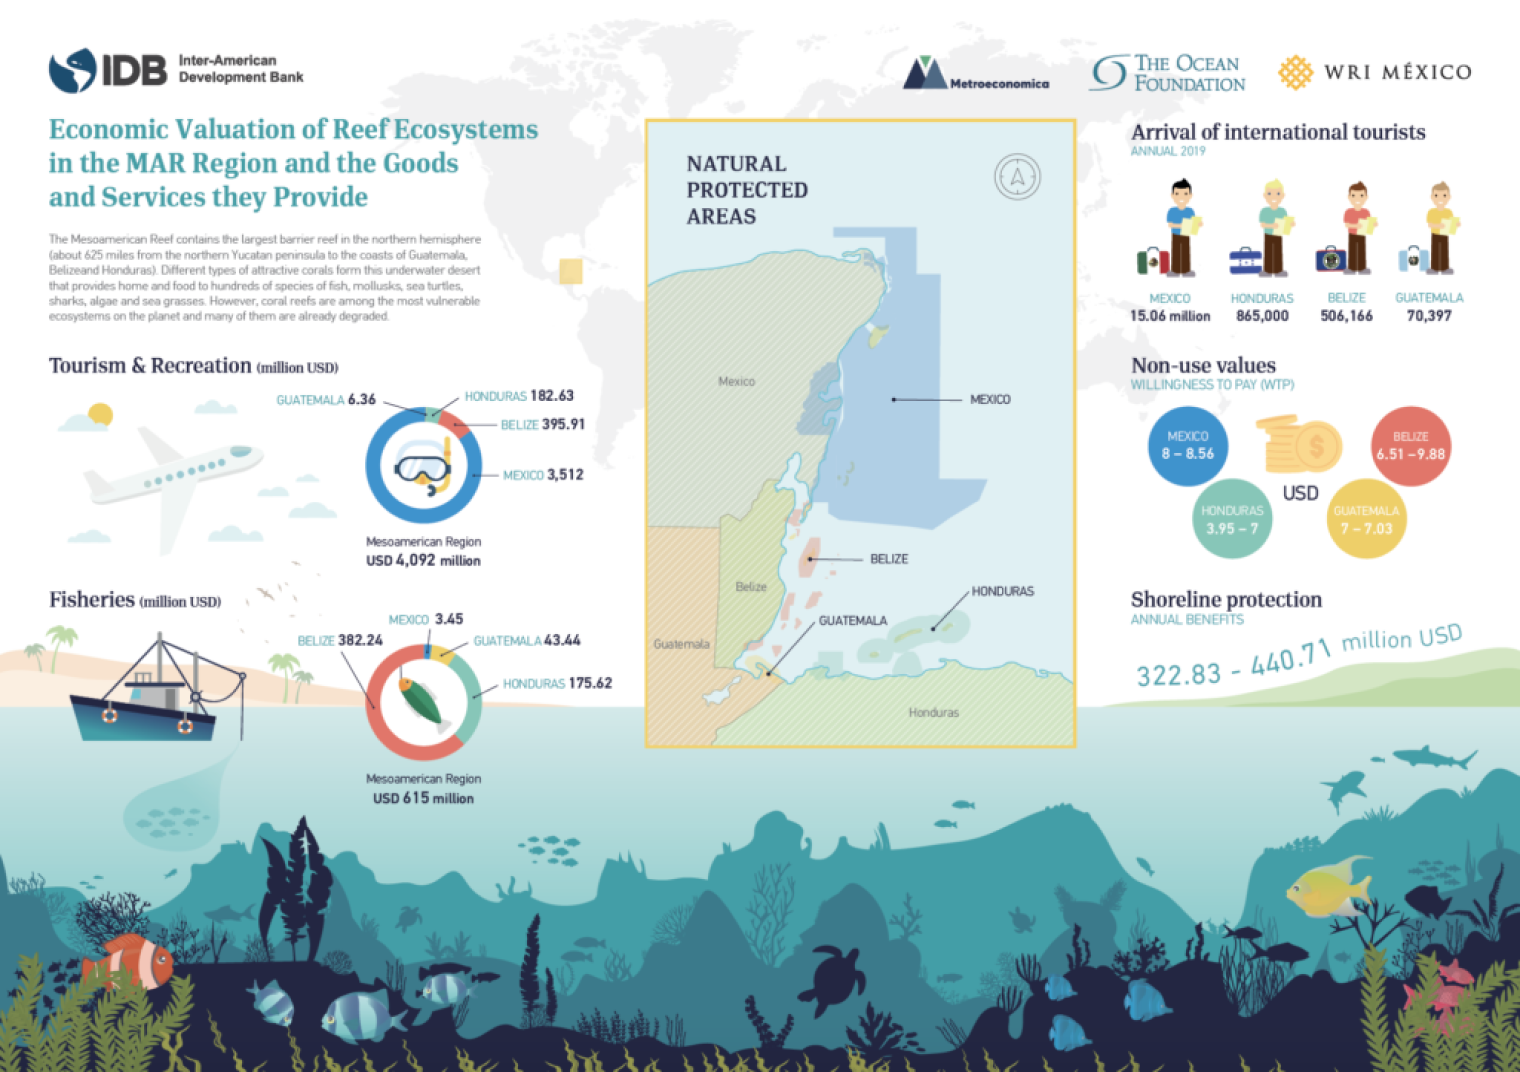 IDB
Inter-American
Development Bank
Metroeconomica
THE OCEAN
FOUNDATION
WRI MÉXICO
Economic Valuation of Reef Ecosystems
in the MAR Region and the Goods
and Services they Provide
The Mesoamerican Reef contains the largest barrier reef in the northern hemisphere
(about 625 miles from the northern Yucatan peninsula to the coasts of Guatemala,
Belizeand Honduras). Different types of attractive corals form this underwater desert
that provides home and food to hundreds of species of fish, mollusks, sea turtles,
sharks, algae and sea grasses. However, coral reefs are among the most vulnerable
ecosystems on the planet and many of them are already degraded.
Tourism & Recreation (million USD)
GUATEMALA 6.36
HONDURAS 182.63
BELIZE 395.91
MEXICO 3,512
Mesoamerican Region
USD 4,092 million
Fisheries (million USD)
MEXICO 3.45
BELIZE 382.24
GUATEMALA 43.44
HONDURAS 175.62
Mesoamerican Region
USD 615 million
NATURAL
PROTECTED
AREAS
Mexico
MEXICO
BELIZE
Belize
HONDURAS
GUATEMALA
Guatemala
Honduras
Arrival of international tourists
ANNUAL 2019
MEXICO
15.06 million
HONDURAS
865,000
BELIZE
506,166
GUATEMALA
70,397
Non-use values
WILLINGNESS TO PAY (WTP)
MEXICO
8 – 8.56
BELIZE
6.51 –9.88
$
USD
HONDURAS
3.95 – 7
GUATEMALA
7 – 7.03
Shoreline protection
ANNUAL BENEFITS
322.83 - 440.71 million USD